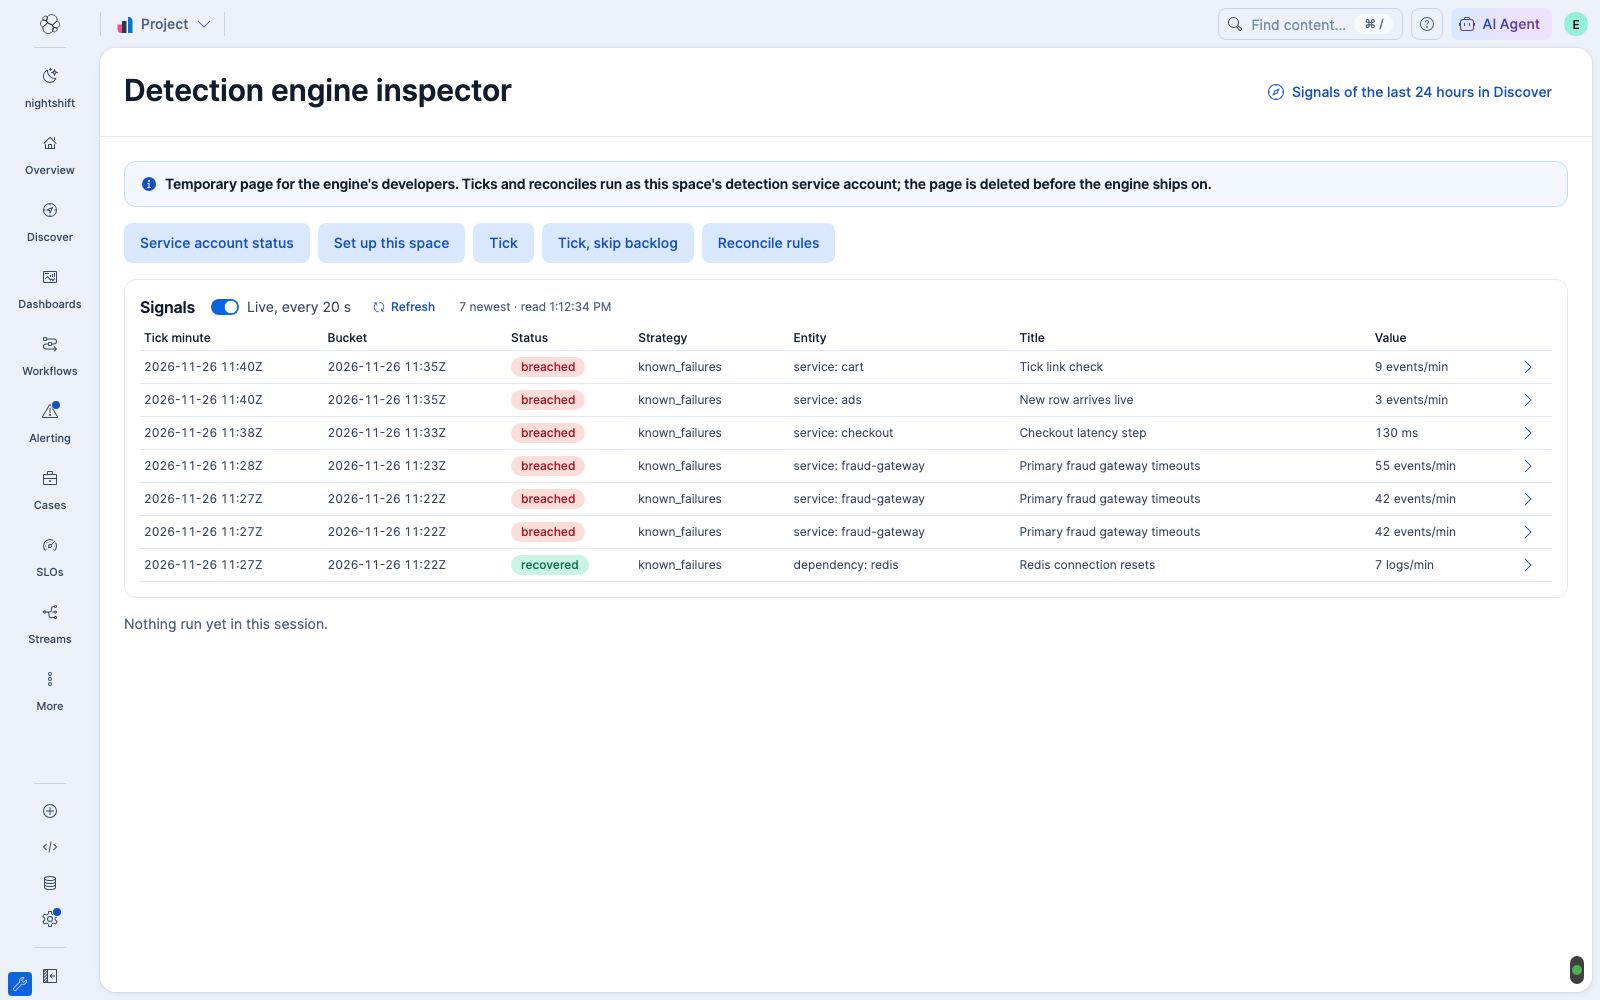 Project
Find content...
⌘ /
AI Agent
E
nightshift
Overview
Discover
Dashboards
Workflows
Alerting
Cases
SLOs
Streams
More
Detection engine inspector
Signals of the last 24 hours in Discover
Temporary page for the engine's developers. Ticks and reconciles run as this space's detection service account; the page is deleted before the engine ships on.
Service account status
Set up this space
Tick
Tick, skip backlog
Reconcile rules
Signals Live, every 20 s Refresh 7 newest · read 1:12:34 PM
Tick minute Bucket Status Strategy Entity Title Value
2026-11-26 11:40Z 2026-11-26 11:35Z breached known_failures service: cart Tick link check 9 events/min
2026-11-26 11:40Z 2026-11-26 11:35Z breached known_failures service: ads New row arrives live 3 events/min
2026-11-26 11:38Z 2026-11-26 11:33Z breached known_failures service: checkout Checkout latency step 130 ms
2026-11-26 11:28Z 2026-11-26 11:23Z breached known_failures service: fraud-gateway Primary fraud gateway timeouts 55 events/min
2026-11-26 11:27Z 2026-11-26 11:22Z breached known_failures service: fraud-gateway Primary fraud gateway timeouts 42 events/min
2026-11-26 11:27Z 2026-11-26 11:22Z breached known_failures service: fraud-gateway Primary fraud gateway timeouts 42 events/min
2026-11-26 11:27Z 2026-11-26 11:22Z recovered known_failures dependency: redis Redis connection resets 7 logs/min
Nothing run yet in this session.